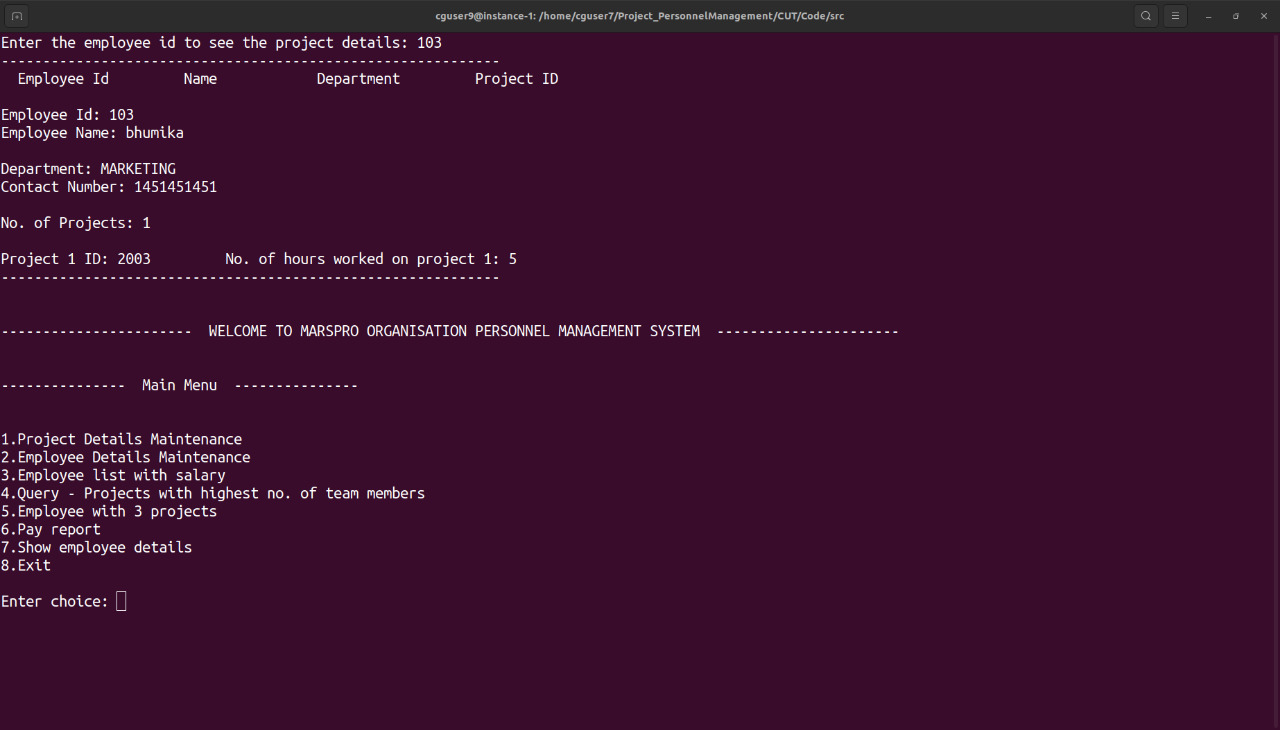 cguser9@instance-1: /home/cguser7/Project_PersonnelManagement/CUT/Code/src
Enter the employee id to see the project details: 103
------------------------------------------------------------
  Employee Id         Name            Department         Project ID
Employee Id: 103
Employee Name: bhumika
Department: MARKETING
Contact Number: 1451451451
No. of Projects: 1
Project 1 ID: 2003         No. of hours worked on project 1: 5
------------------------------------------------------------
-----------------------  WELCOME TO MARSPRO ORGANISATION PERSONNEL MANAGEMENT SYSTEM  ----------------------
---------------  Main Menu  ---------------
1.Project Details Maintenance
2.Employee Details Maintenance
3.Employee list with salary
4.Query - Projects with highest no. of team members
5.Employee with 3 projects
6.Pay report
7.Show employee details
8.Exit
Enter choice: